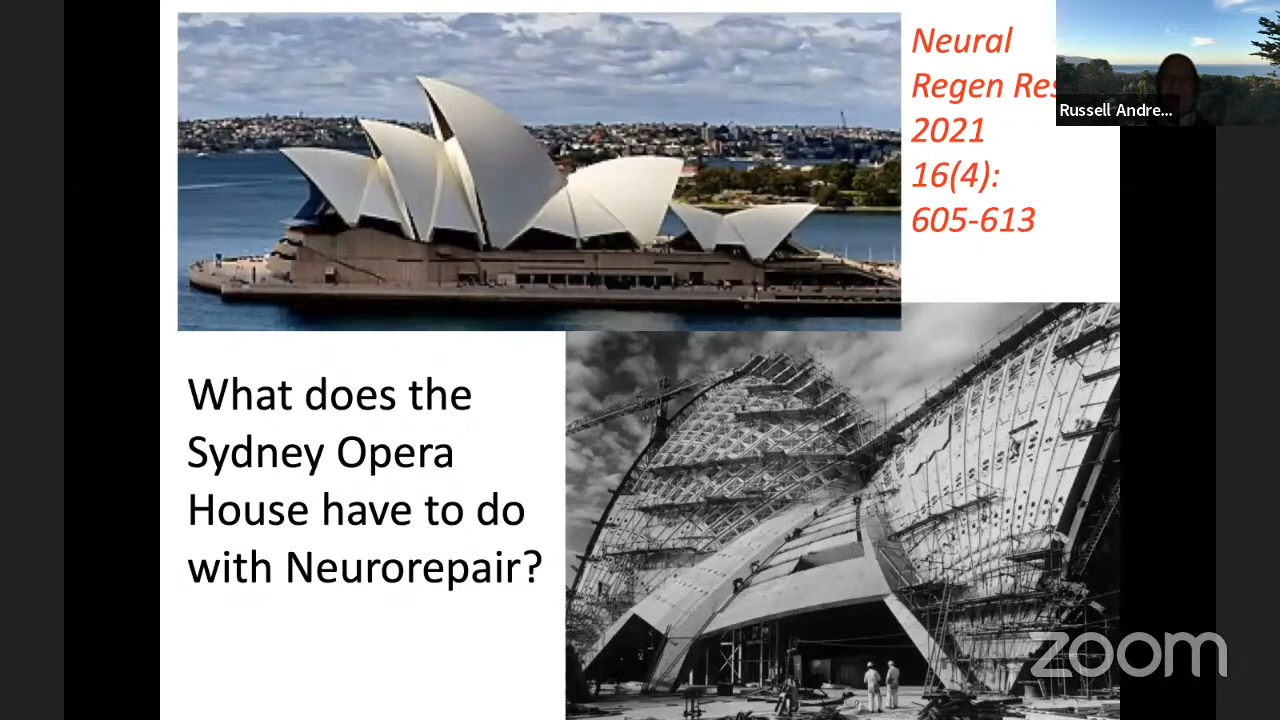 Neural
Regen Res
2021
16(4):
605-613
Russell Andre...
What does the
Sydney Opera
House have to do
with Neurorepair?
zoom